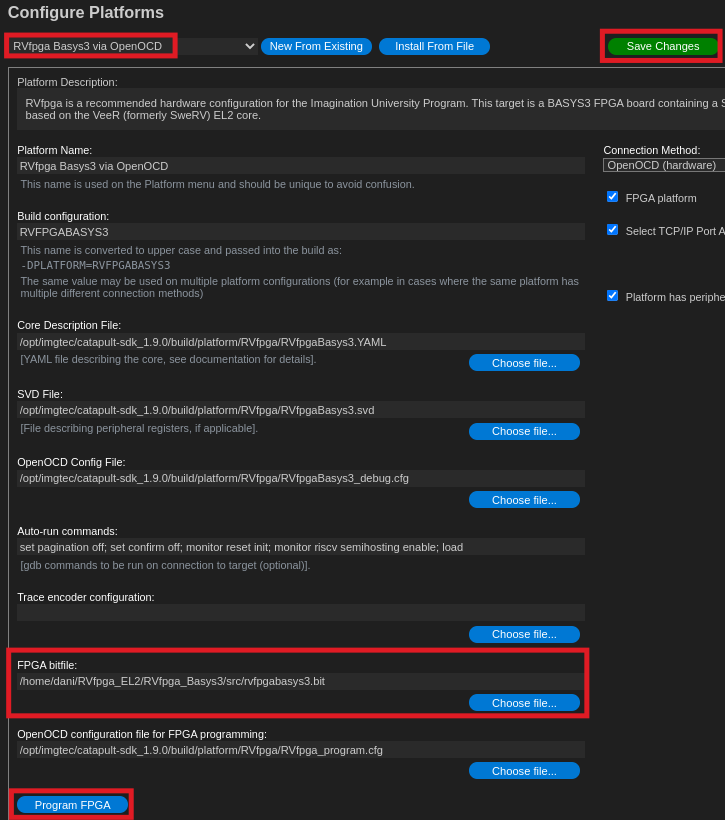 Configure Platforms
RVfpga Basys3 via OpenOCD
New From Existing
Install From File
Save Changes
Platform Description:
RVfpga is a recommended hardware configuration for the Imagination University Program. This target is a BASYS3 FPGA board containing a
based on the VeeR (formerly SweRV) EL2 core.
Platform Name:
RVfpga Basys3 via OpenOCD
This name is used on the Platform menu and should be unique to avoid confusion.
Connection Method:
OpenOCD (hardware)
FPGA platform
Select TCP/IP Port
Platform has
Build configuration:
RVFPGABASYS3
This name is converted to upper case and passed into the build as:
-DPLATFORM=RVFPGABASYS3
The same value may be used on multiple platform configurations (for example in cases where the same platform has
multiple different connection methods)
Core Description File:
/opt/imgtec/catapult-sdk_1.9.0/build/platform/RVfpga/RVfpgaBasys3.YAML
[YAML file describing the core, see documentation for details].
Choose file...
SVD File:
/opt/imgtec/catapult-sdk_1.9.0/build/platform/RVfpga/RVfpgaBasys3.svd
[File describing peripheral registers, if applicable].
Choose file...
OpenOCD Config File:
/opt/imgtec/catapult-sdk_1.9.0/build/platform/RVfpga/RVfpgaBasys3_debug.cfg
Choose file...
Auto-run commands:
set pagination off; set confirm off; monitor reset init; monitor riscv semihosting enable; load
[gdb commands to be run on connection to target (optional)].
Trace encoder configuration:
Choose file...
FPGA bitfile:
/home/dani/RVfpga_EL2/RVfpga_Basys3/src/rvfpgabasys3.bit
Choose file...
OpenOCD configuration file for FPGA programming:
/opt/imgtec/catapult-sdk_1.9.0/build/platform/RVfpga/RVfpga_program.cfg
Choose file...
Program FPGA